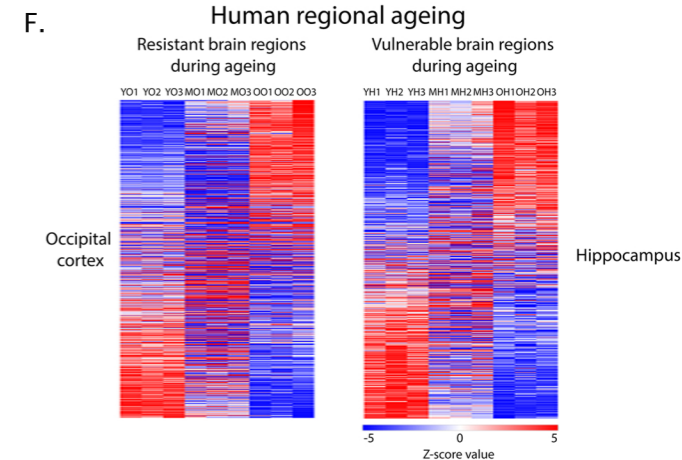 F.
Human regional ageing
Resistant brain regions
during ageing
Vulnerable brain regions
during ageing
YO1 YO2 YO3 MO1 MO2 MO3 OO1 OO2 OO3
YH1 YH2 YH3 MH1 MH2 MH3 OH1 OH2 OH3
Occipital
cortex
Hippocampus
-5 0 5
Z-score value